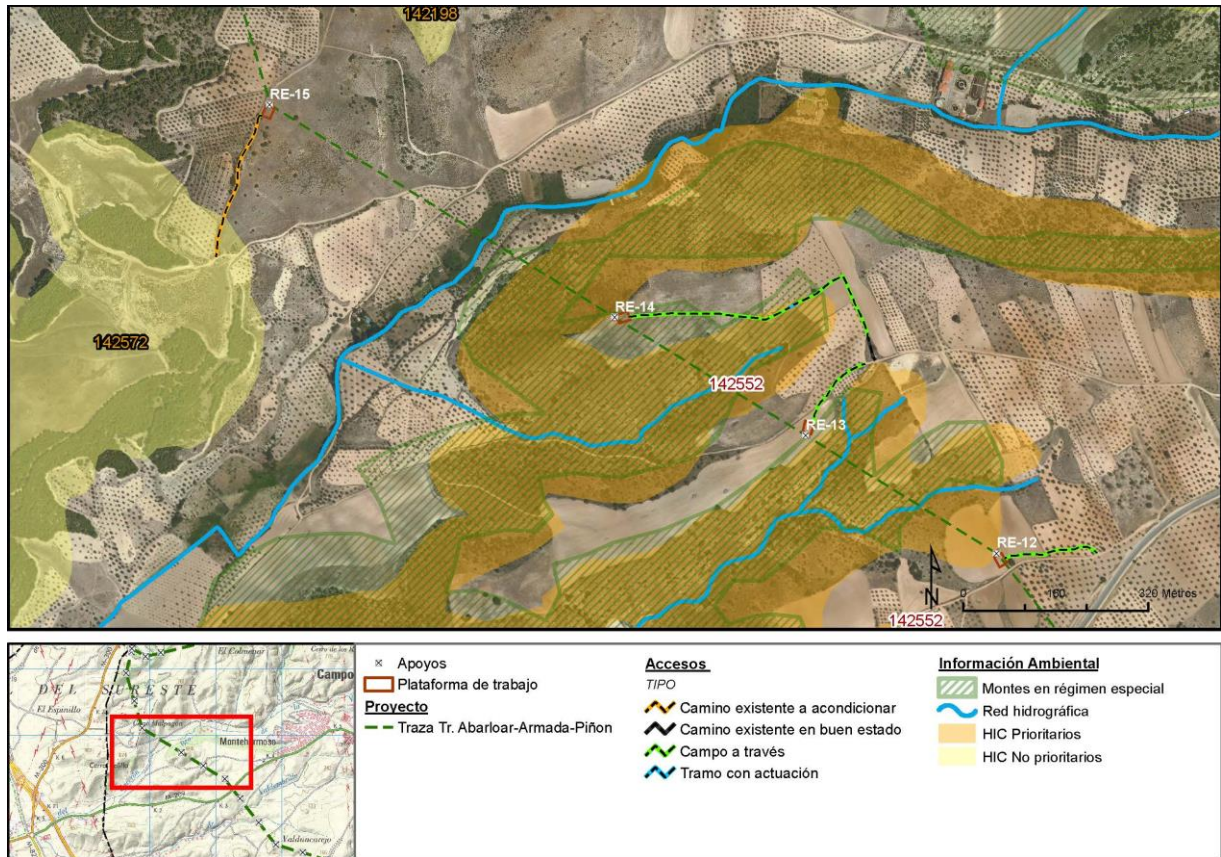 142198
RE-15
142572
RE-14
142552
RE-13
RE-12
142552
N
0 160 320 Metros
El Colmenar
Campo
DEL SURESTE
El Espinillo
Montehermoso
Valduncarejo
Apoyos
Plataforma de trabajo
Proyecto
Traza Tr. Abarloar-Armada-Piñon
Accesos
TIPO
Camino existente a acondicionar
Camino existente en buen estado
Campo a través
Tramo con actuación
Información Ambiental
Montes en régimen especial
Red hidrográfica
HIC Prioritarios
HIC No prioritarios